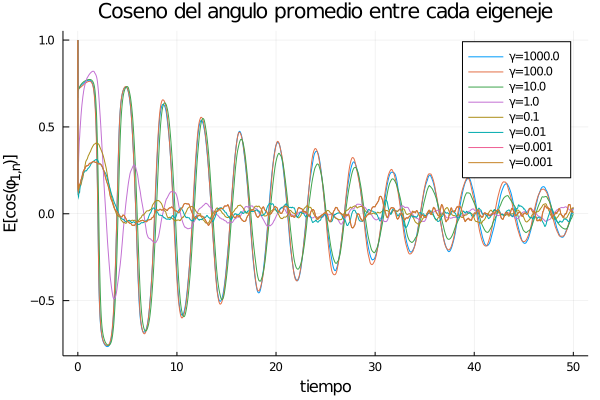 Coseno del angulo promedio entre cada eigeneje
E[cos(φ₁,ₙ)]
1.0
0.5
0.0
−0.5
0
10
20
30
40
50
tiempo
γ=1000.0
γ=100.0
γ=10.0
γ=1.0
γ=0.1
γ=0.01
γ=0.001
γ=0.001